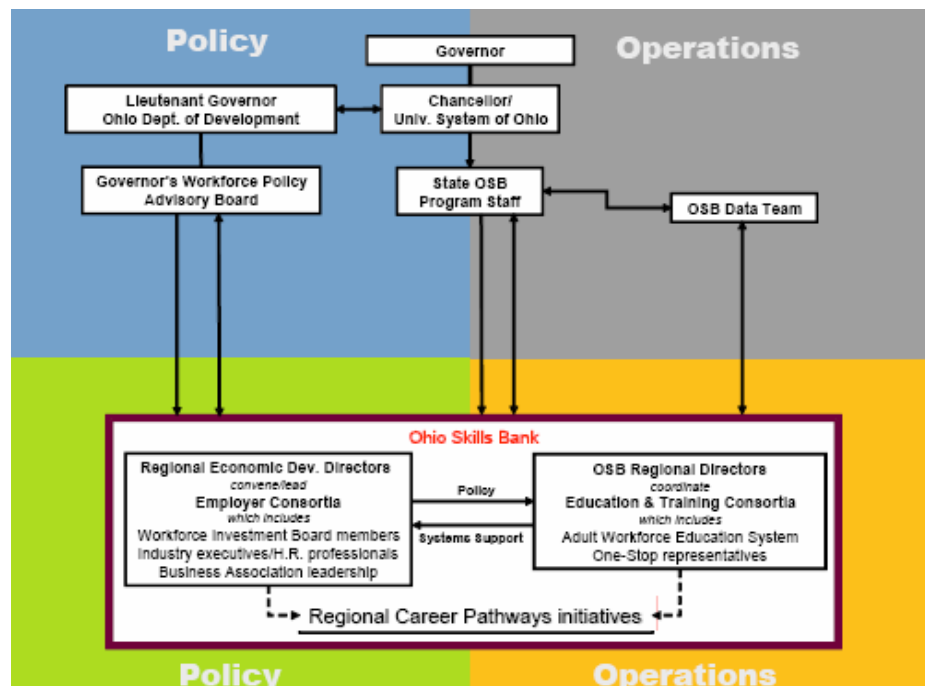 Policy
Operations
Governor
Lieutenant Governor
Ohio Dept. of Development
Chancellor/
Univ. System of Ohio
Governor's Workforce Policy
Advisory Board
State OSB
Program Staff
OSB Data Team
Ohio Skills Bank
Regional Economic Dev. Directors
convene/lead
Employer Consortia
which includes
Workforce Investment Board members
Industry executives/H.R. professionals
Business Association leadership
Policy
Systems Support
OSB Regional Directors
coordinate
Education & Training Consortia
which includes
Adult Workforce Education System
One-Stop representatives
Regional Career Pathways initiatives
Policy
Operations